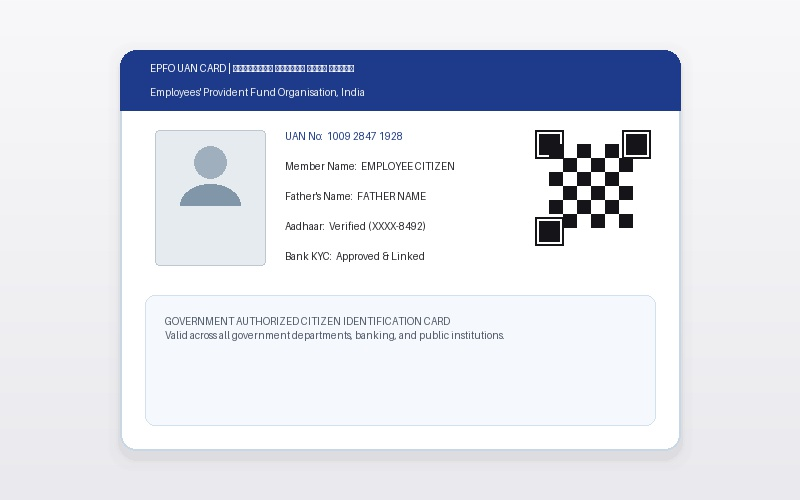 EPFO UAN CARD |
Employees' Provident Fund Organisation, India
UAN No: 1009 2847 1928
Member Name: EMPLOYEE CITIZEN
Father's Name: FATHER NAME
Aadhaar: Verified (XXXX-8492)
Bank KYC: Approved & Linked
GOVERNMENT AUTHORIZED CITIZEN IDENTIFICATION CARD
Valid across all government departments, banking, and public institutions.